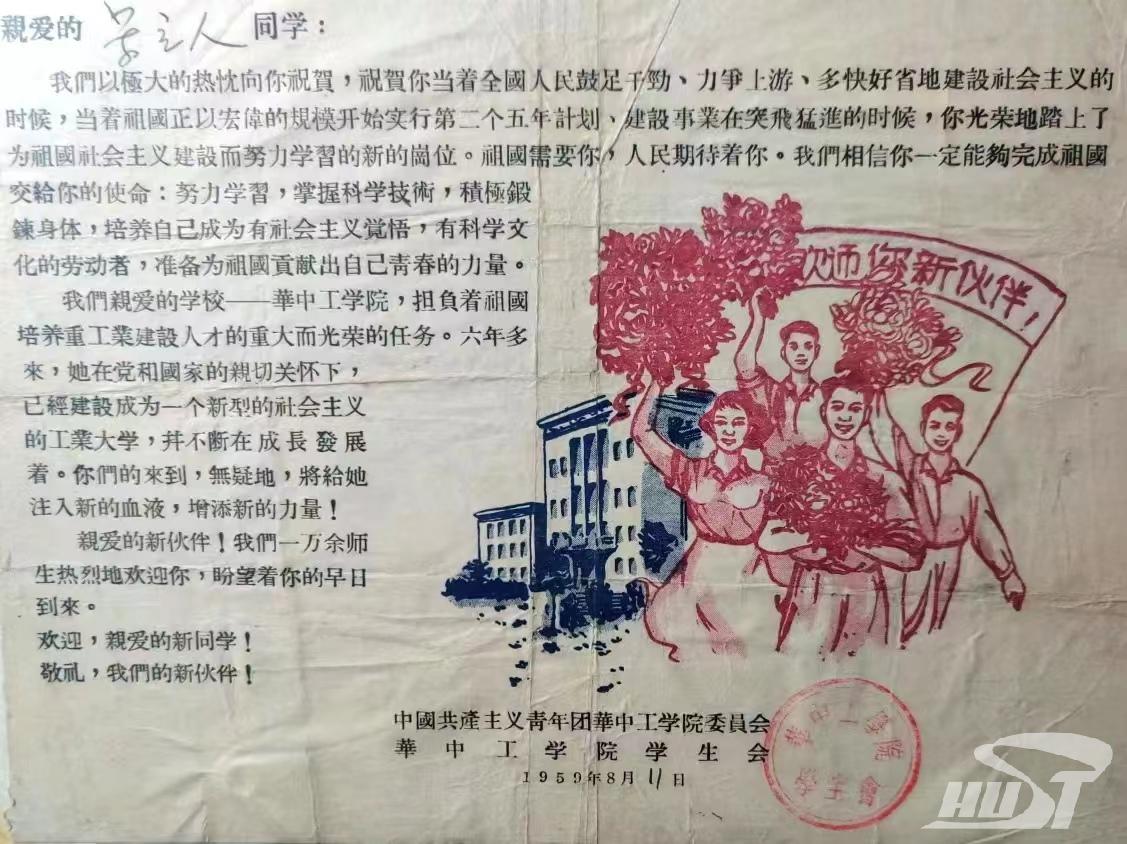 親爱的 同学：
我們以極大的热忱向你祝賀，祝賀你当着全國人民鼓足干勁、力爭上游、多快好省地建設社会主义的
时候，当着祖國正以宏偉的規模开始实行第二个五年計划、建設事業在突飛猛進的时候，你光荣地踏上了
为祖國社会主义建設而努力学習的新的崗位。祖國需要你，人民期待着你。我們相信你一定能夠完成祖國
交給你的使命：努力学習，掌握科学技術，積極鍛
鍊身体，培养自己成为有社会主义覚悟，有科学文
化的劳动者，准备为祖國貢献出自己青春的力量。
我們親爱的学校——華中工学院，担負着祖國
培养重工業建設人才的重大而光荣的任务。六年多
來，她在党和國家的親切关怀下，
已經建設成为一个新型的社会主义
的工業大学，幷不断在成長發展
着。你們的來到，無疑地，將給她
注入新的血液，增添新的力量！
親爱的新伙伴！我們一万余师
生热烈地欢迎你，盼望着你的早日
到來。
欢迎，親爱的新同学！
敬礼，我們的新伙伴！
欢迎您新伙伴！
中國共產主义青年团華中工学院委員会
華中工学院学生会
1959年8月11日
華中工學院
HUST